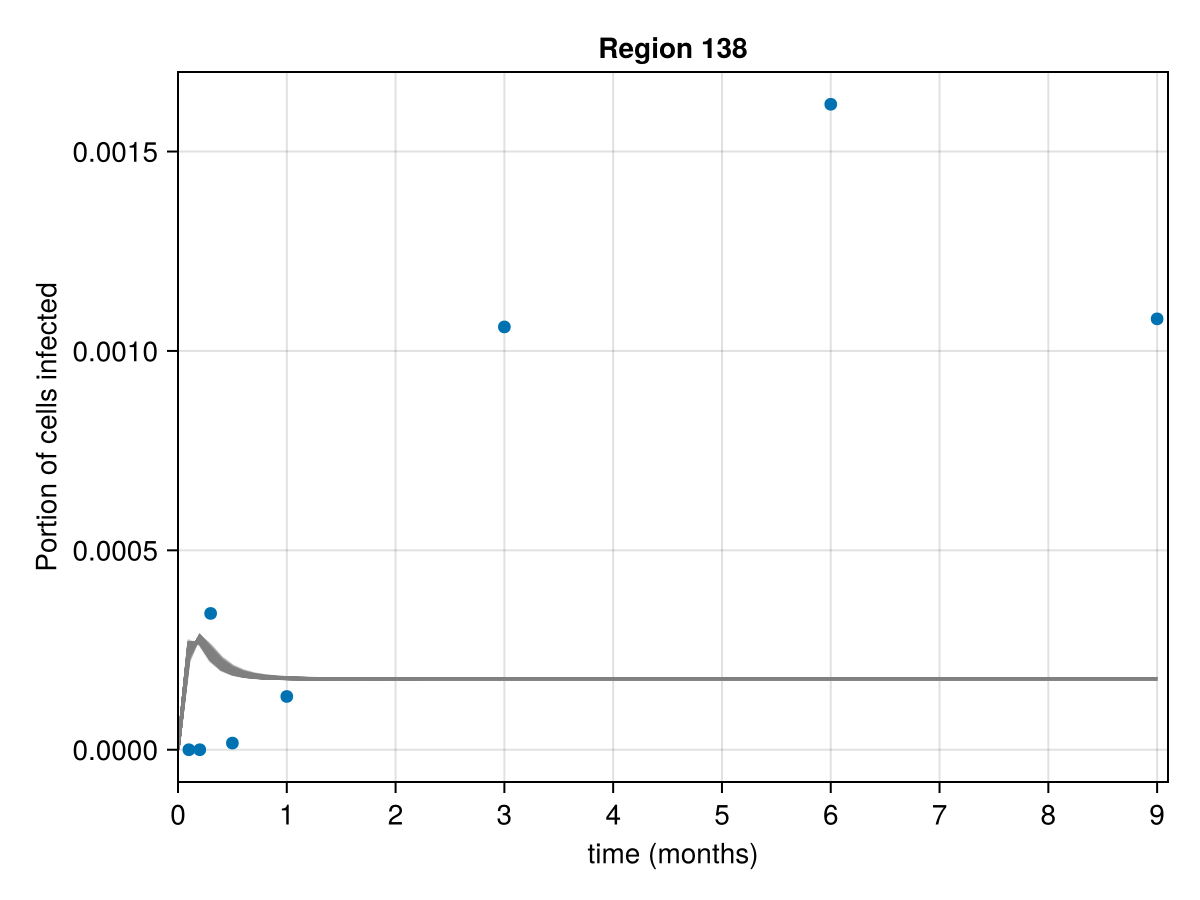 Region 138
Portion of cells infected
0.0015
0.0010
0.0005
0.0000
0 1 2 3 4 5 6 7 8 9
time (months)